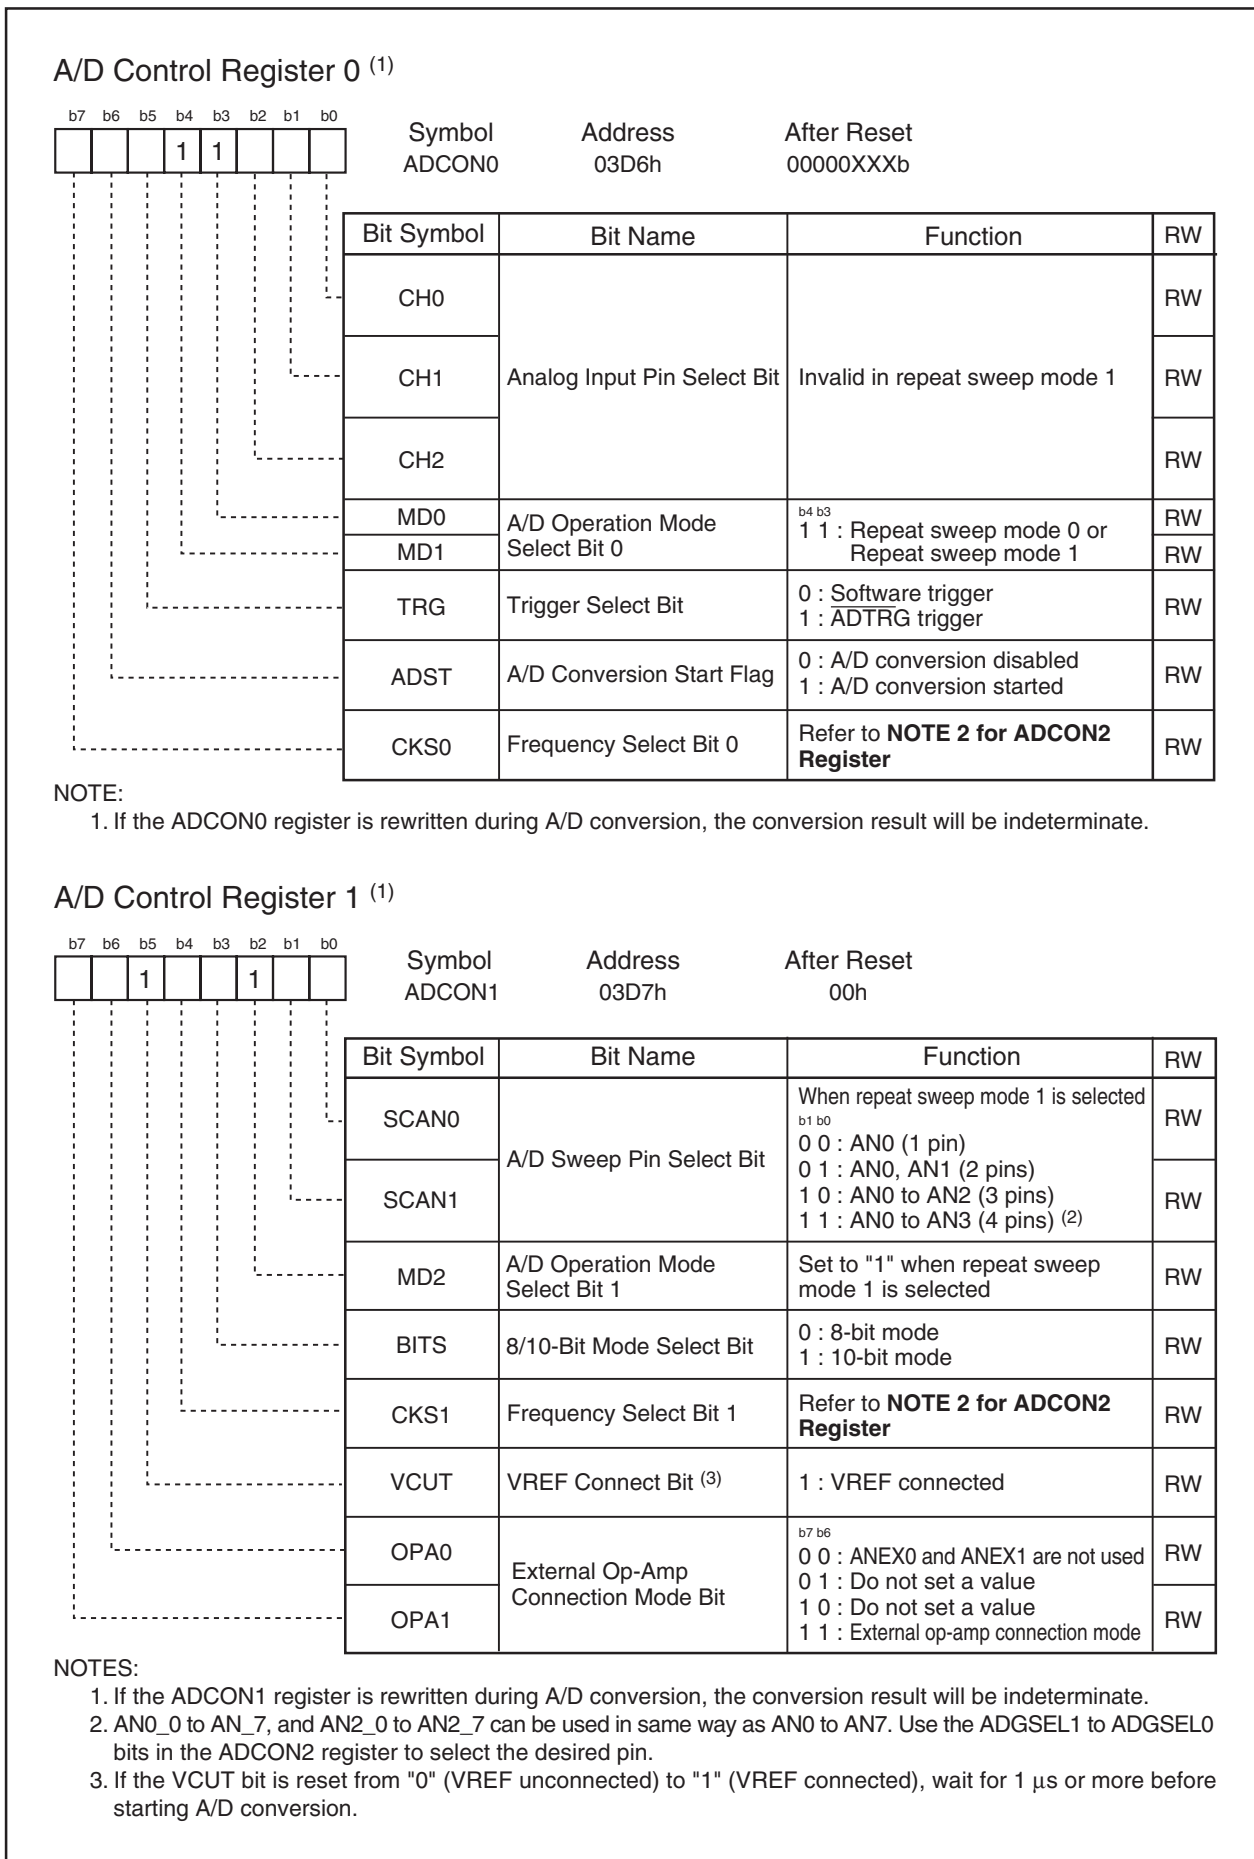 A/D Control Register 0 (1)
b7 b6 b5 b4 b3 b2 b1 b0
1 1
Symbol Address After Reset
ADCON0 03D6h 00000XXXb
Bit Symbol Bit Name Function RW
CH0 RW
CH1 Analog Input Pin Select Bit Invalid in repeat sweep mode 1 RW
CH2 RW
MD0 RW
MD1 RW
A/D Operation Mode
Select Bit 0
b4 b3
1 1 : Repeat sweep mode 0 or
Repeat sweep mode 1
TRG Trigger Select Bit RW
0 : Software trigger
1 : ADTRG trigger
ADST A/D Conversion Start Flag RW
0 : A/D conversion disabled
1 : A/D conversion started
CKS0 Frequency Select Bit 0 RW
Refer to NOTE 2 for ADCON2
Register
NOTE:
1. If the ADCON0 register is rewritten during A/D conversion, the conversion result will be indeterminate.
A/D Control Register 1 (1)
b7 b6 b5 b4 b3 b2 b1 b0
1 1
Symbol Address After Reset
ADCON1 03D7h 00h
Bit Symbol Bit Name Function RW
SCAN0 RW
SCAN1 RW
A/D Sweep Pin Select Bit
When repeat sweep mode 1 is selected
b1 b0
0 0 : AN0 (1 pin)
0 1 : AN0, AN1 (2 pins)
1 0 : AN0 to AN2 (3 pins)
1 1 : AN0 to AN3 (4 pins) (2)
MD2 RW
A/D Operation Mode
Select Bit 1
Set to "1" when repeat sweep
mode 1 is selected
BITS 8/10-Bit Mode Select Bit RW
0 : 8-bit mode
1 : 10-bit mode
CKS1 Frequency Select Bit 1 RW
Refer to NOTE 2 for ADCON2
Register
VCUT VREF Connect Bit (3) 1 : VREF connected RW
OPA0 RW
OPA1 RW
External Op-Amp
Connection Mode Bit
b7 b6
0 0 : ANEX0 and ANEX1 are not used
0 1 : Do not set a value
1 0 : Do not set a value
1 1 : External op-amp connection mode
NOTES:
1. If the ADCON1 register is rewritten during A/D conversion, the conversion result will be indeterminate.
2. AN0_0 to AN_7, and AN2_0 to AN2_7 can be used in same way as AN0 to AN7. Use the ADGSEL1 to ADGSEL0
bits in the ADCON2 register to select the desired pin.
3. If the VCUT bit is reset from "0" (VREF unconnected) to "1" (VREF connected), wait for 1 μs or more before
starting A/D conversion.